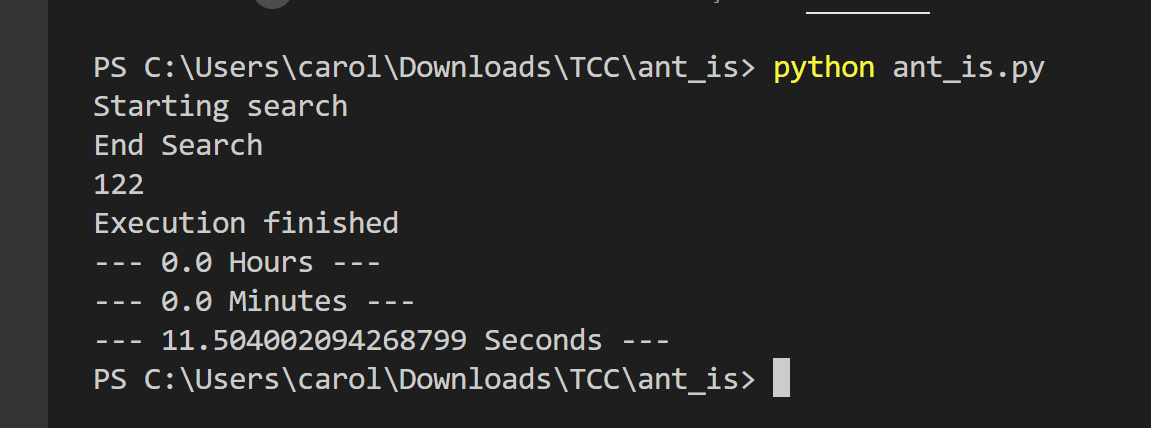 PS C:\Users\carol\Downloads\TCC\ant_is> python ant_is.py
Starting search
End Search
122
Execution finished
--- 0.0 Hours ---
--- 0.0 Minutes ---
--- 11.504002094268799 Seconds ---
PS C:\Users\carol\Downloads\TCC\ant_is>